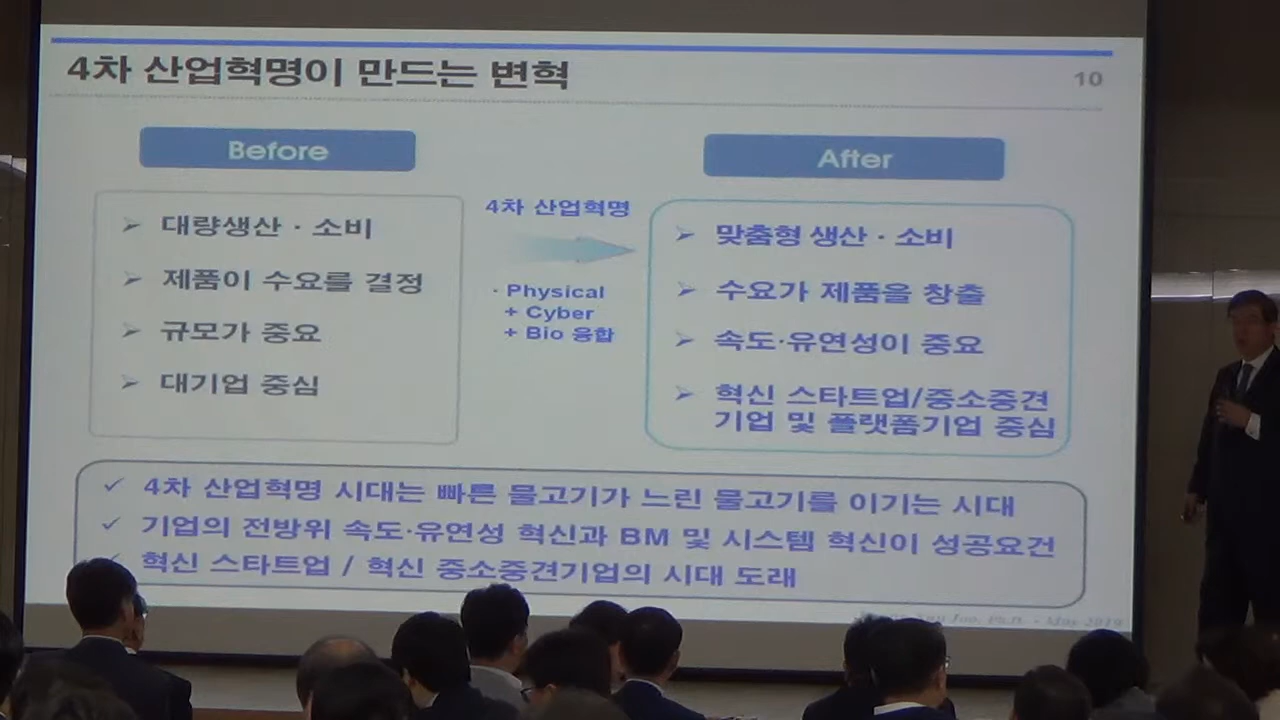 4차 산업혁명이 만드는 변혁
10
Before
대량생산 · 소비
제품이 수요를 결정
규모가 중요
대기업 중심
4차 산업혁명
· Physical
+ Cyber
+ Bio 융합
After
맞춤형 생산 · 소비
수요가 제품을 창출
속도·유연성이 중요
혁신 스타트업/중소중견
기업 및 플랫폼기업 중심
4차 산업혁명 시대는 빠른 물고기가 느린 물고기를 이기는 시대
기업의 전방위 속도·유연성 혁신과 BM 및 시스템 혁신이 성공요건
혁신 스타트업 / 혁신 중소중견기업의 시대 도래
Joo, Ph.D. • May 2019